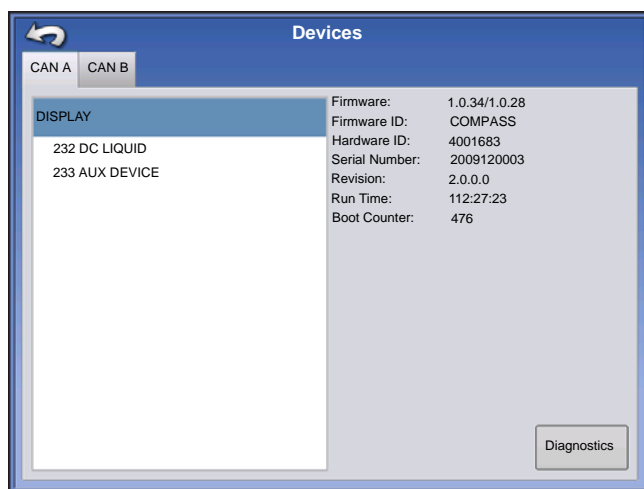 Devices
CAN A CAN B
DISPLAY
232 DC LIQUID
233 AUX DEVICE
Firmware: 1.0.34/1.0.28
Firmware ID: COMPASS
Hardware ID: 4001683
Serial Number: 2009120003
Revision: 2.0.0.0
Run Time: 112:27:23
Boot Counter: 476
Diagnostics